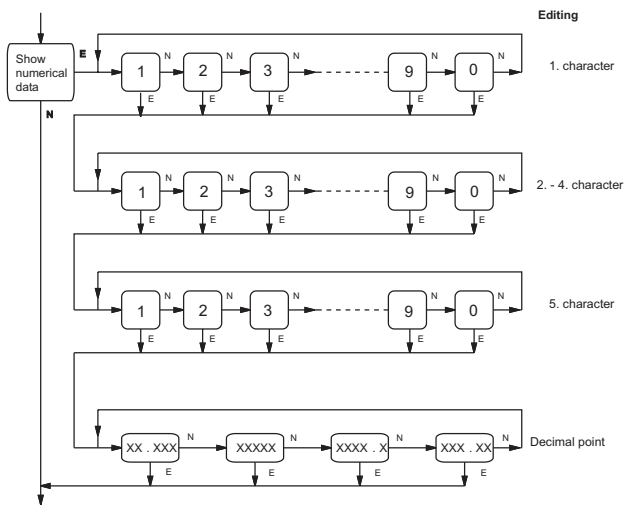 Editing
Show
numerical
data
E
N
1 N 2 N 3 N 9 N 0 N
1. character
E E E E E
1 N 2 N 3 N 9 N 0 N
2. - 4. character
E E E E E
1 N 2 N 3 N 9 N 0 N
5. character
E E E E E
XX . XXX N XXXXX N XXXX . X N XXX . XX N
Decimal point
E E E E